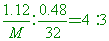 1.12/M : 0.48/32 = 4 : 3